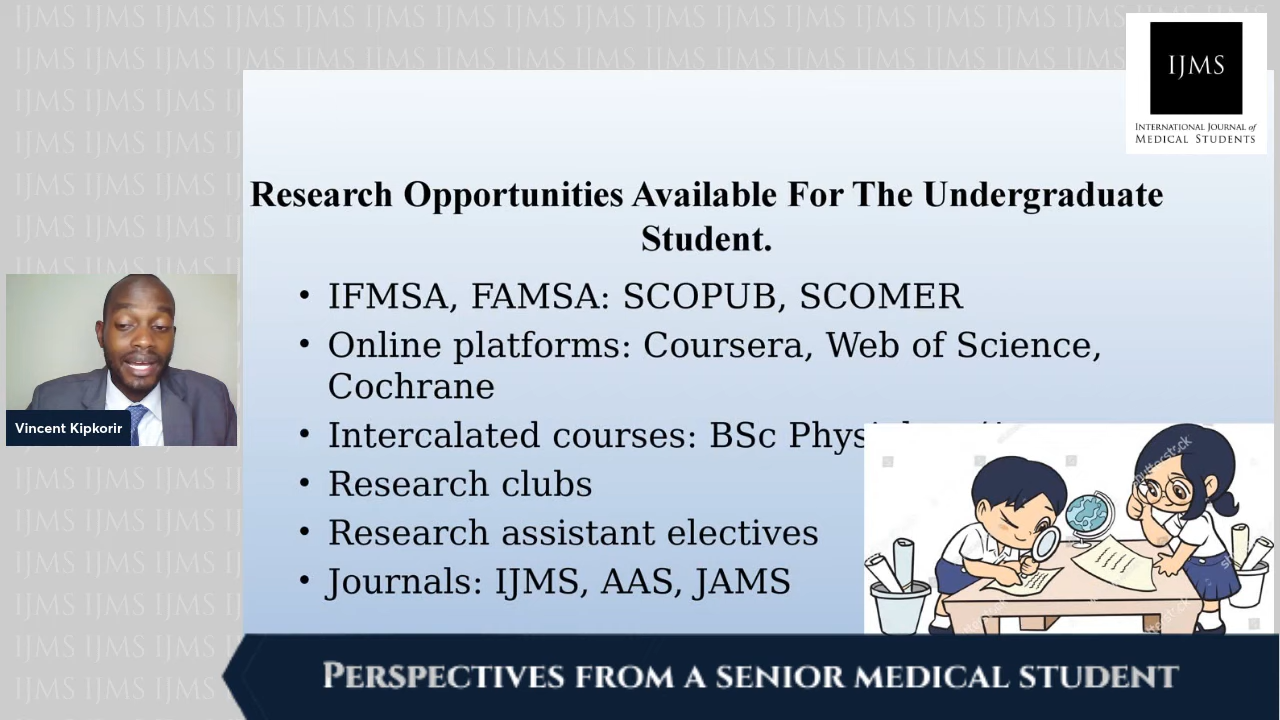 IJMS
INTERNATIONAL JOURNAL of
MEDICAL STUDENTS
Research Opportunities Available For The Undergraduate
Student.
• IFMSA, FAMSA: SCOPUB, SCOMER
• Online platforms: Coursera, Web of Science,
Cochrane
• Intercalated courses: BSc
• Research clubs
• Research assistant electives
• Journals: IJMS, AAS, JAMS
Vincent Kipkorir
PERSPECTIVES FROM A SENIOR MEDICAL STUDENT